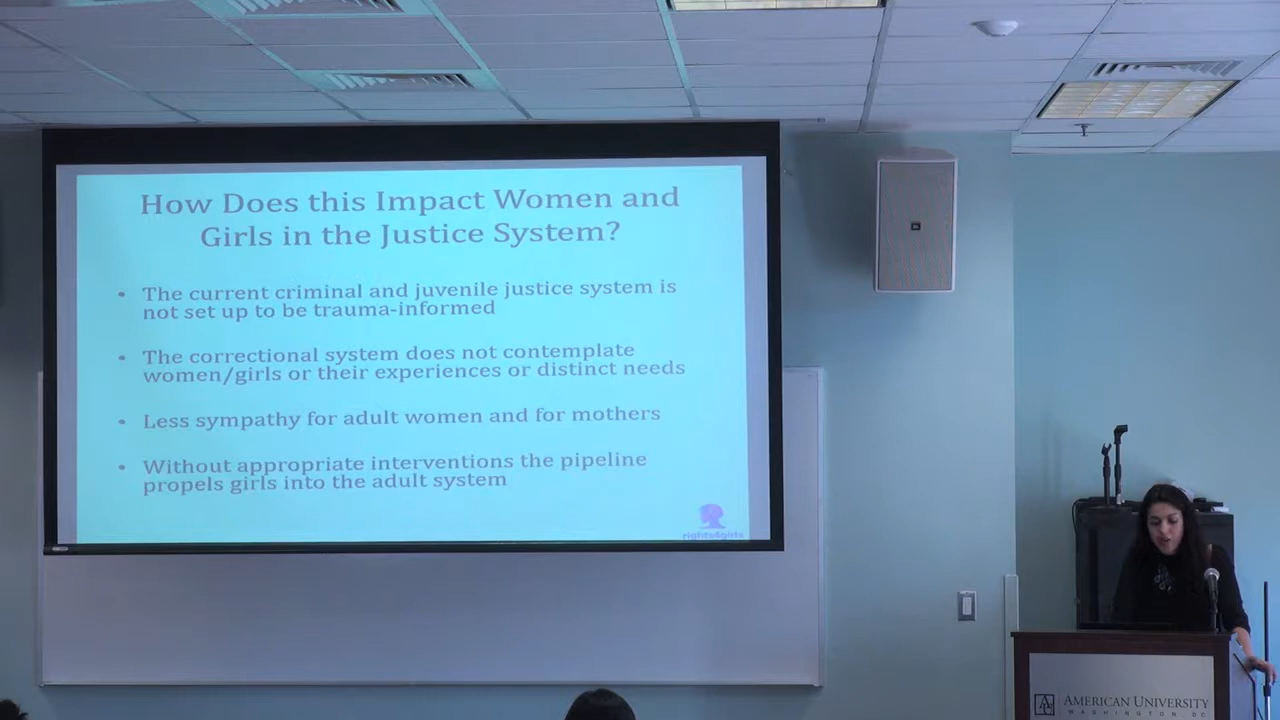 How Does this Impact Women and
Girls in the Justice System?
• The current criminal and juvenile justice system is
not set up to be trauma-informed
• The correctional system does not contemplate
women/girls or their experiences or distinct needs
• Less sympathy for adult women and for mothers
• Without appropriate interventions the pipeline
propels girls into the adult system
rights4girls
AMERICAN UNIVERSITY
WASHINGTON DC